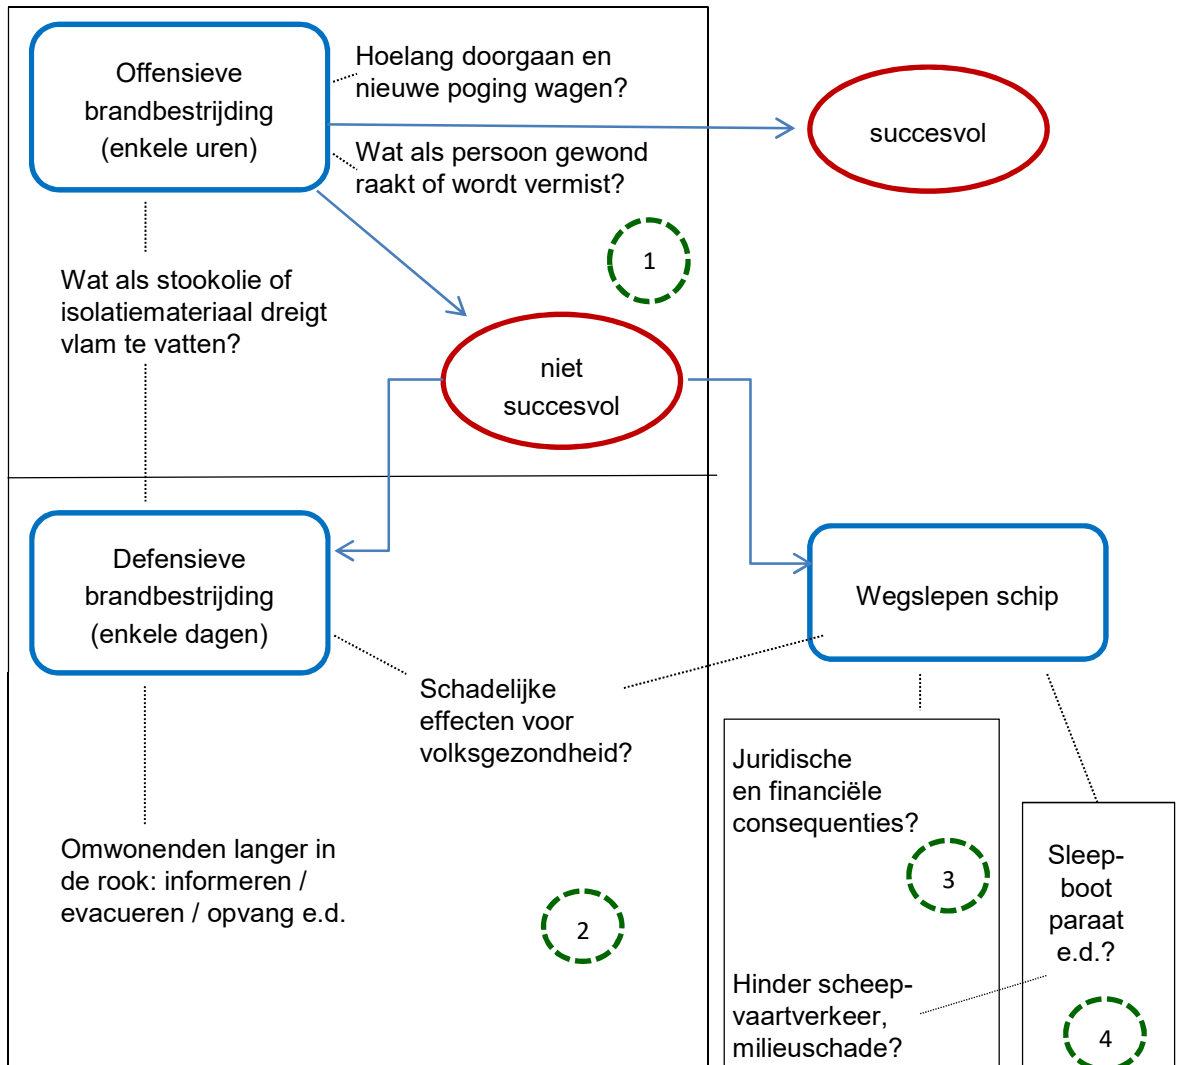 Offensieve
brandbestrijding
(enkele uren)
Hoelang doorgaan en
nieuwe poging wagen?
succesvol
Wat als persoon gewond
raakt of wordt vermist?
1
Wat als stookolie of
isolatiemateriaal dreigt
vlam te vatten?
niet
succesvol
Defensieve
brandbestrijding
(enkele dagen)
Wegslepen schip
Schadelijke
effecten voor
volksgezondheid?
Omwonenden langer in
de rook: informeren /
evacueren / opvang e.d.
2
Juridische
en financiële
consequenties?
3
Hinder scheep-
vaartverkeer,
milieuschade?
Sleep-
boot
paraat
e.d.?
4